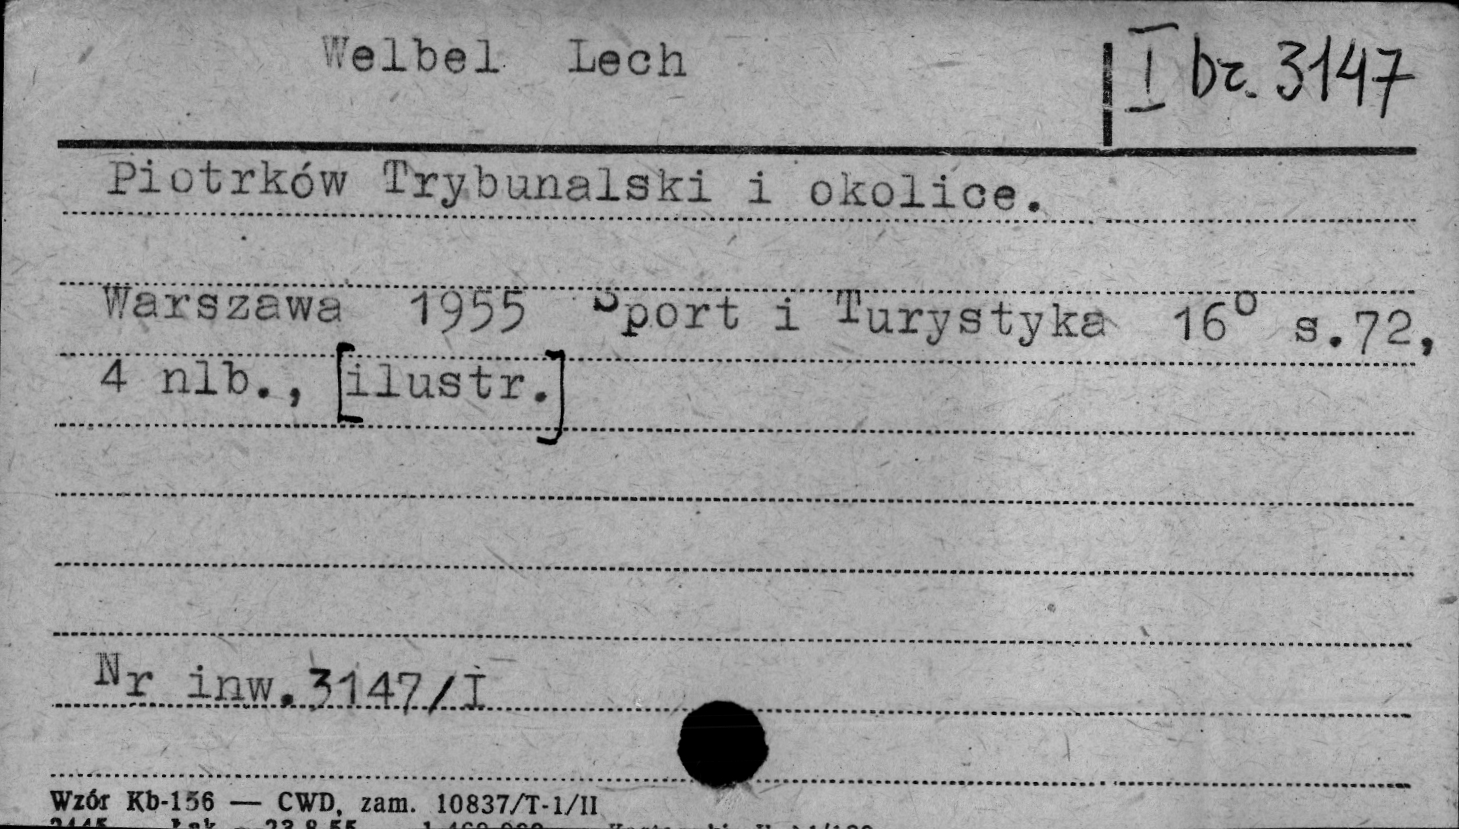 Welbel Lech
I br. 3147
Piotrków Trybunalski i okolice.
Warszawa 1955 Sport i Turystyka 16° s.72,
4 nlb., [ilustr.]
Nr inw.3147/I
Wzór Kb-156 — CWD, zam. 10837/T-1/II